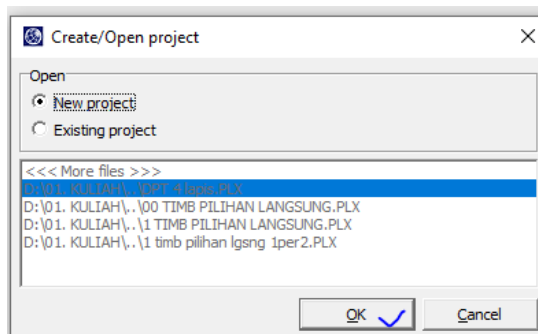 Create/Open project
Open
New project
Existing project
<<< More files >>>
D:\01. KULIAH\..\DPT 4 lapis.PLX
D:\01. KULIAH\..\00 TIMB PILIHAN LANGSUNG.PLX
D:\01. KULIAH\..\1 TIMB PILIHAN LANGSUNG.PLX
D:\01. KULIAH\..\1 timb pilihan lgsng 1per2.PLX
OK Cancel